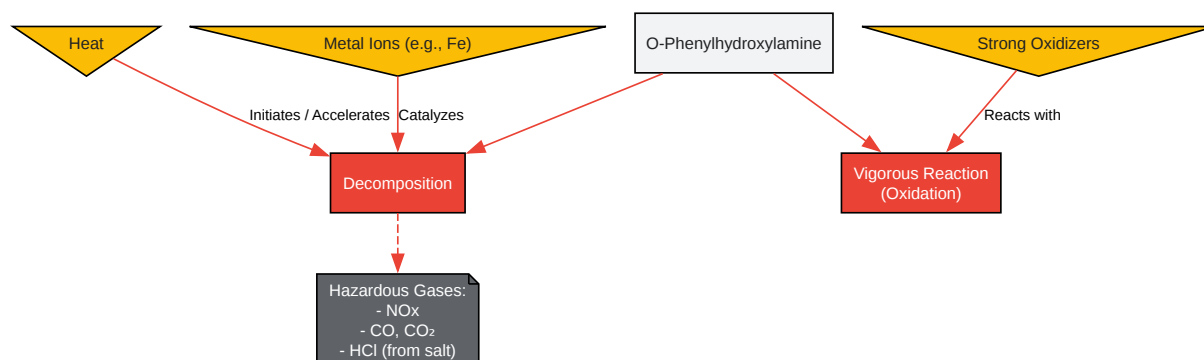 Heat
Metal Ions (e.g., Fe)
O-Phenylhydroxylamine
Strong Oxidizers
Initiates / Accelerates
Catalyzes
Reacts with
Decomposition
Vigorous Reaction
(Oxidation)
Hazardous Gases:
- NOx
- CO, CO₂
- HCl (from salt)